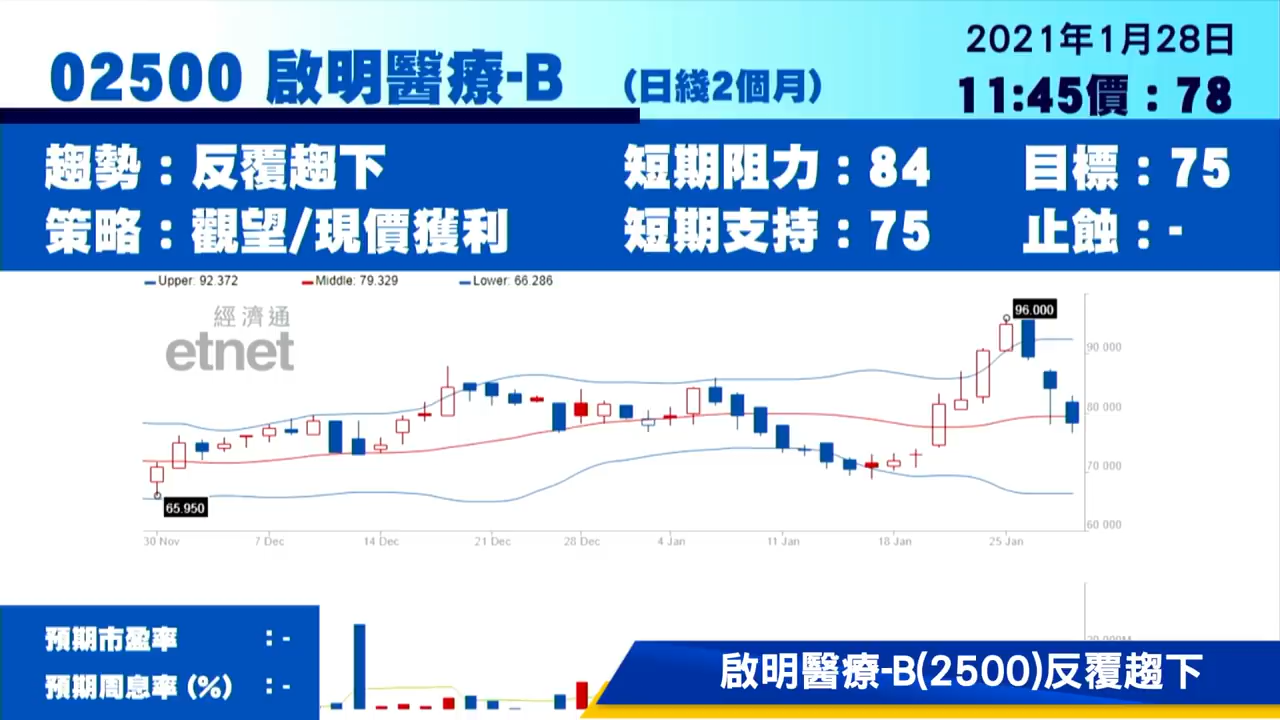 2021年1月28日
02500 啟明醫療-B (日綫2個月)
11:45價：78
趨勢：反覆趨下 短期阻力：84 目標：75
策略：觀望/現價獲利 短期支持：75 止蝕：-
Upper: 92.372 Middle: 79.329 Lower: 66.286
經濟通
etnet
96.000
90 000
80 000
70 000
65.950
60 000
30 Nov 7 Dec 14 Dec 21 Dec 28 Dec 4 Jan 11 Jan 18 Jan 25 Jan
預期市盈率 ：-
預期周息率 (%) ：-
啟明醫療-B(2500)反覆趨下